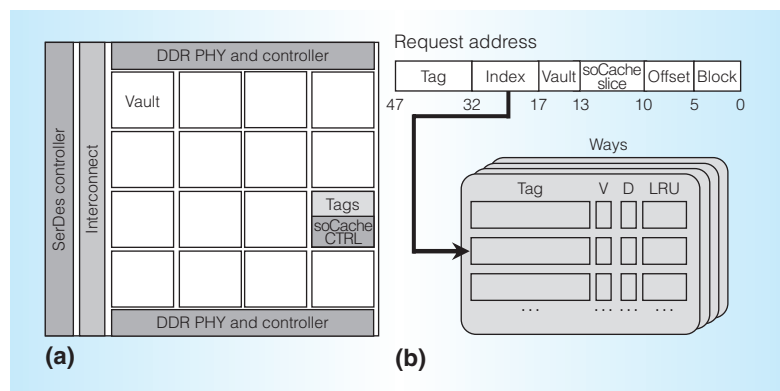 DDR PHY and controller
SerDes controller
Interconnect
Vault
Tags
soCache
CTRL
DDR PHY and controller
(a)
Request address
Tag Index Vault soCache slice Offset Block
47 32 17 13 10 5 0
Ways
Tag V D LRU
... ... ... ...
(b)